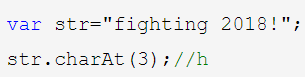 var str="fighting 2018!";
str.charAt(3);//h